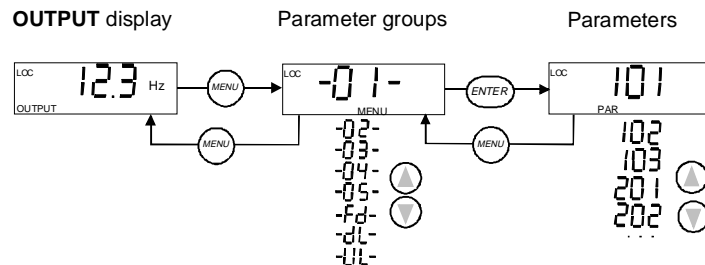 OUTPUT display Parameter groups Parameters
LOC 12.3 Hz OUTPUT
MENU
LOC -01- MENU
ENTER
LOC 101 PAR
MENU
MENU
-02-
-03-
-04-
-05-
-Fd-
-dL-
-UL-
102
103
201
202
...